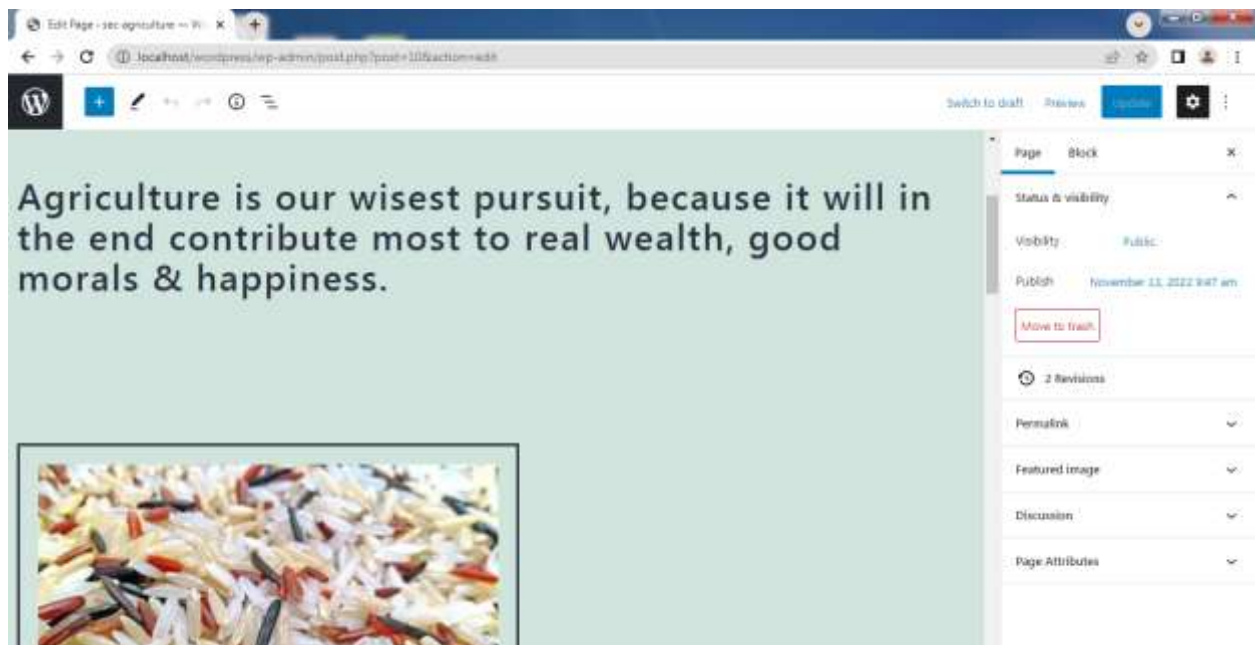 Edit Page - sec agriculture — W
localhost/wordpress/wp-admin/post.php?post=10&action=edit
Switch to draft Preview Update
Page Block
Agriculture is our wisest pursuit, because it will in
the end contribute most to real wealth, good
morals & happiness.
Status & visibility
Visibility Public
Publish November 13, 2022 9:47 am
Move to trash
2 Revisions
Permalink
Featured image
Discussion
Page Attributes